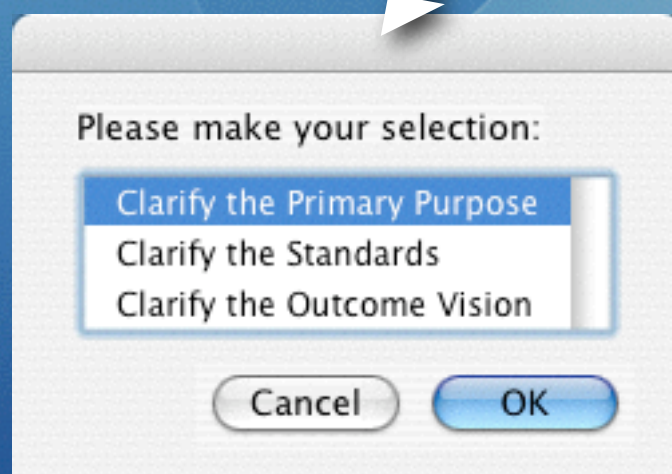 Please make your selection:
Clarify the Primary Purpose
Clarify the Standards
Clarify the Outcome Vision
Cancel OK